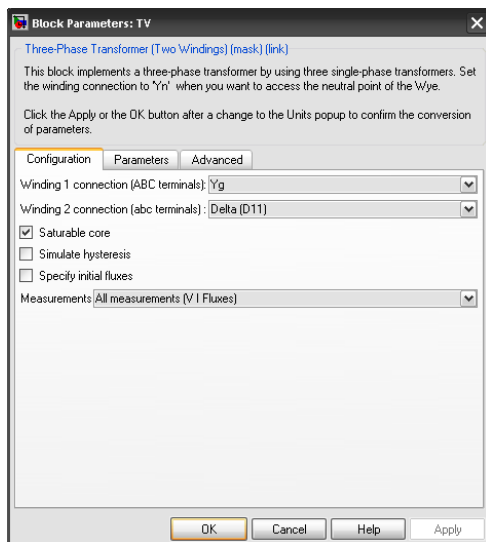 Block Parameters: TV
Three-Phase Transformer (Two Windings) (mask) (link)
This block implements a three-phase transformer by using three single-phase transformers. Set
the winding connection to 'Yn' when you want to access the neutral point of the Wye.
Click the Apply or the OK button after a change to the Units popup to confirm the conversion
of parameters.
Configuration Parameters Advanced
Winding 1 connection (ABC terminals): Yg
Winding 2 connection (abc terminals) : Delta (D11)
Saturable core
Simulate hysteresis
Specify initial fluxes
Measurements All measurements (V I Fluxes)
OK Cancel Help Apply